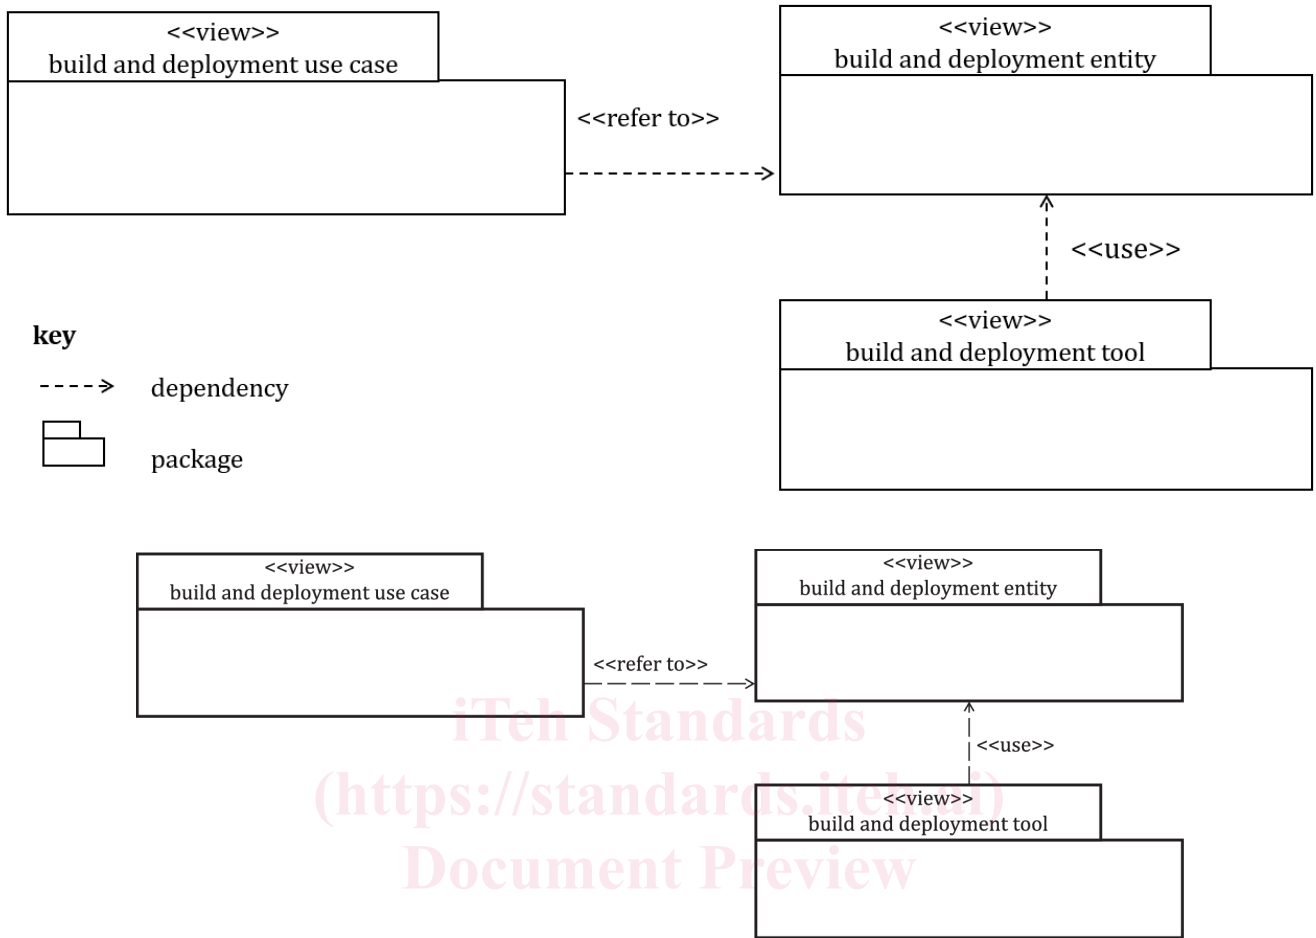 <<view>>
build and deployment use case
<<view>>
build and deployment entity
<<refer to>>
<<use>>
<<view>>
build and deployment tool
key
dependency
package
<<view>>
build and deployment use case
<<view>>
build and deployment entity
<<refer to>>
<<use>>
<<view>>
build and deployment tool
iTeh Standards
(https://standards.iteh.ai)
Document Preview